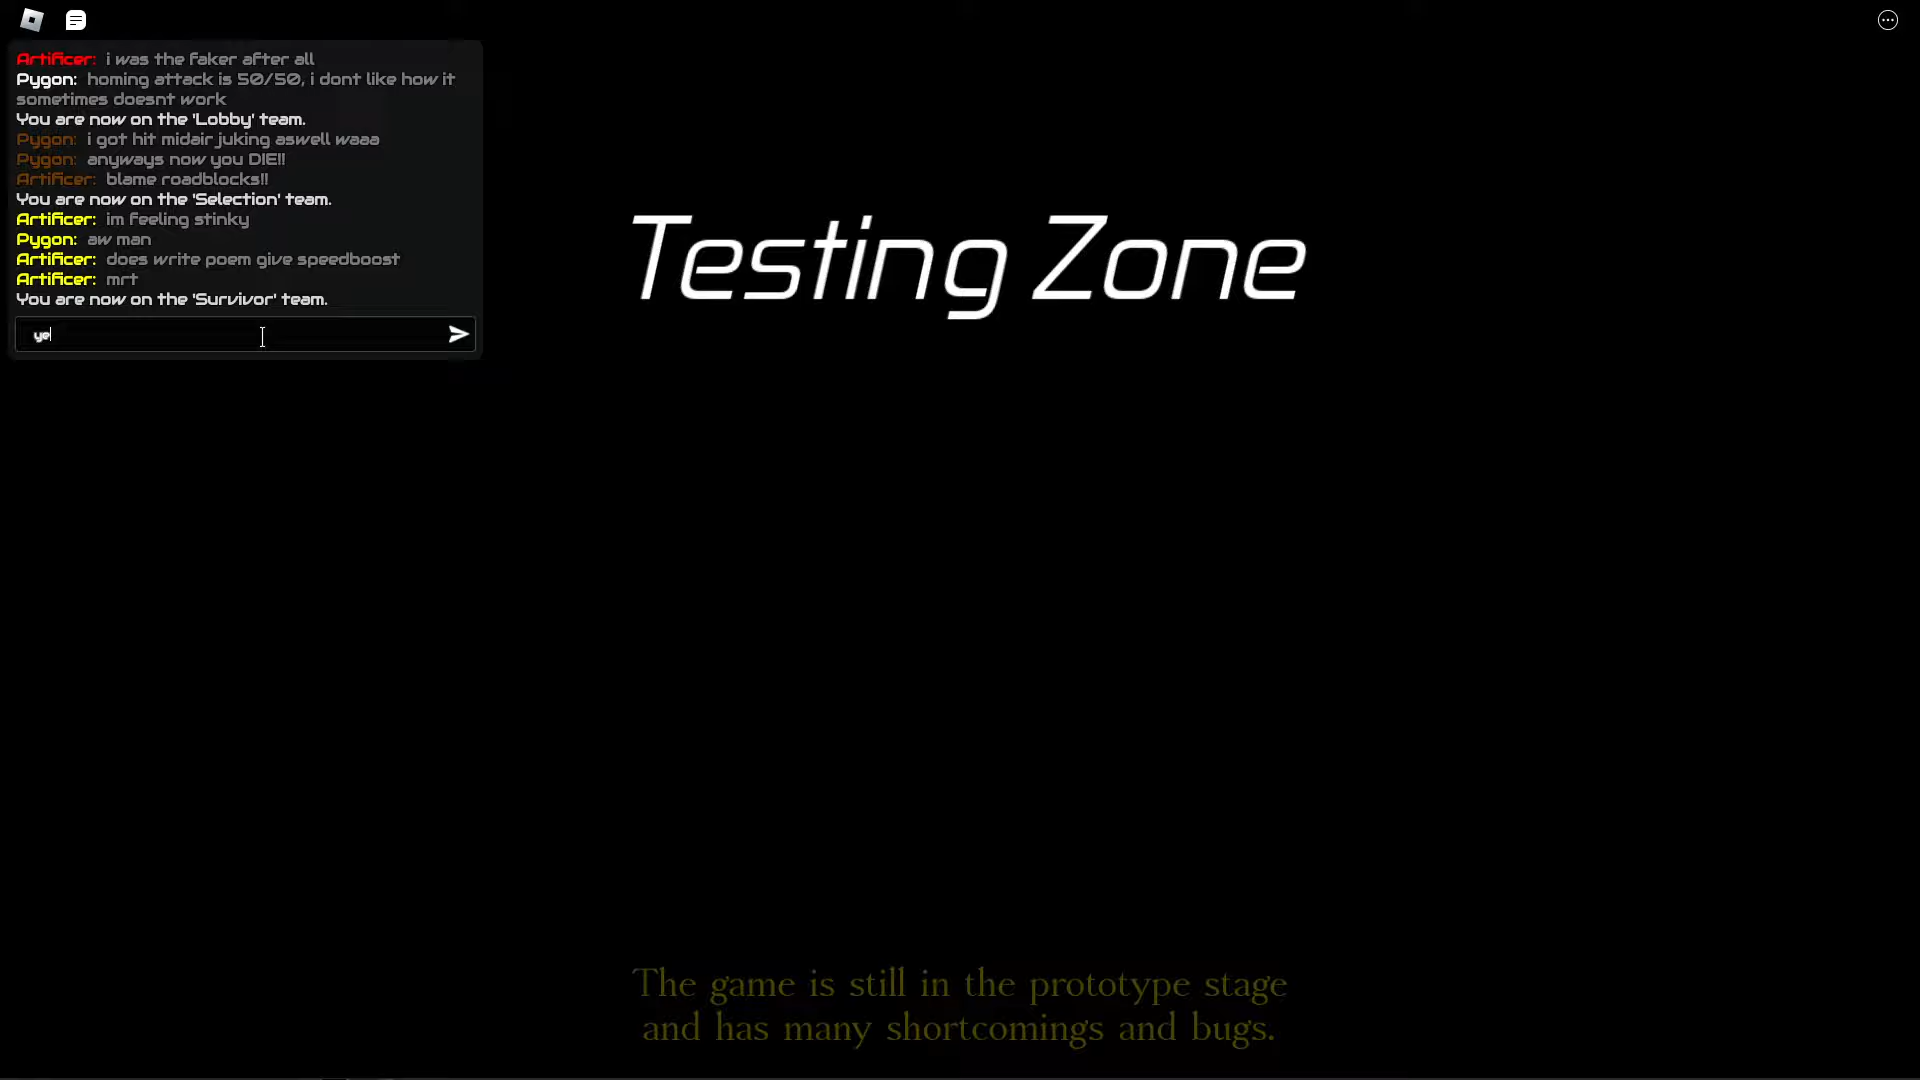 Artificer: i was the faker after all
Pygon: homing attack is 50/50, i dont like how it
sometimes doesnt work
You are now on the 'Lobby' team.
Pygon: i got hit midair juking aswell waaa
Pygon: anyways now you DIE!!
Artificer: blame roadblocks!!
You are now on the 'Selection' team.
Artificer: im feeling stinky
Pygon: aw man
Artificer: does write poem give speedboost
Artificer: mrt
You are now on the 'Survivor' team.
ye
Testing Zone
The game is still in the prototype stage
and has many shortcomings and bugs.